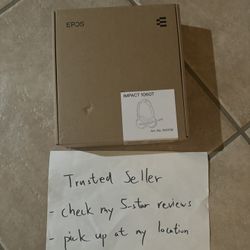 EPOS
IMPACT 1060T
Trusted Seller
- check my 5-star reviews
- pick up at my location